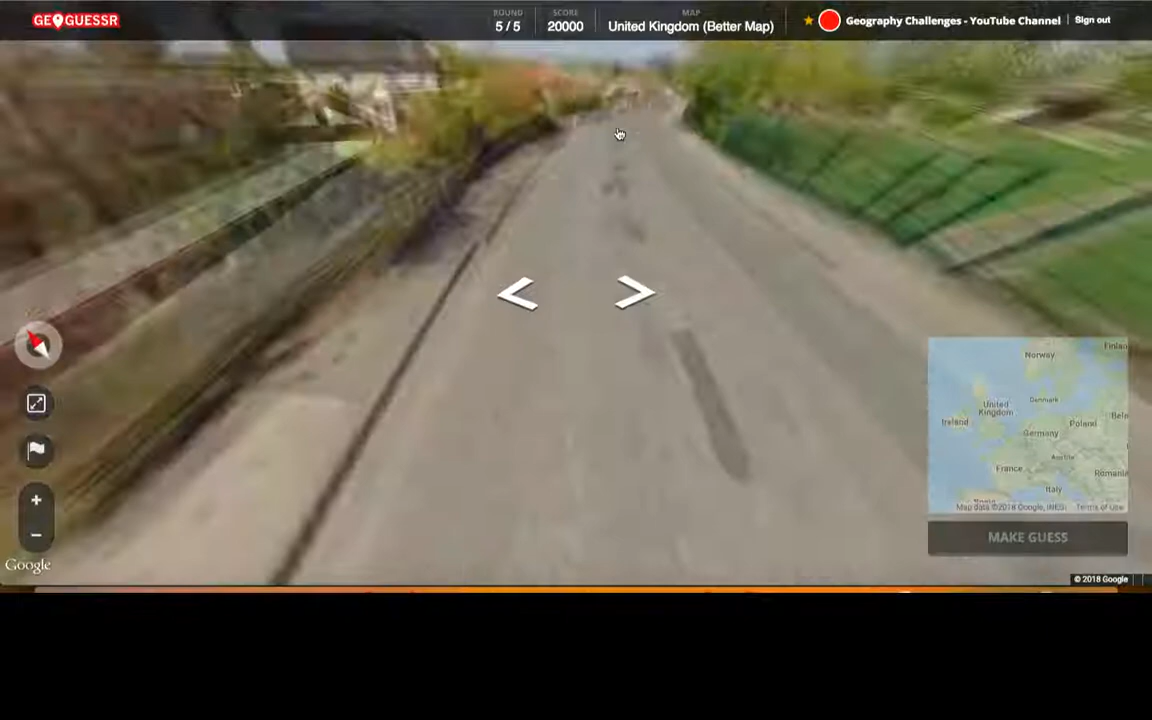 GEOGUESSR
ROUND
5 / 5
SCORE
20000
MAP
United Kingdom (Better Map)
Geography Challenges - YouTube Channel
Sign out
Norway
Finlan
United
Kingdom
Denmark
Ireland
Poland
Bela
Germany
Austria
France
Romania
Italy
Map data ©2018 Google, INEGI
Terms of Use
MAKE GUESS
Google
© 2018 Google